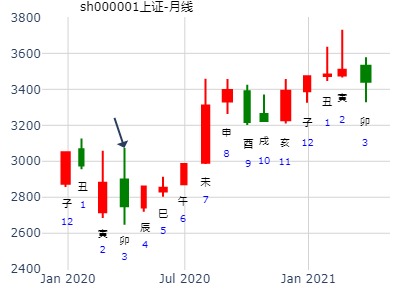 sh000001上证-月线
3800
3600
3400
3200
3000
2800
2600
2400
子
12
丑
1
寅
2
卯
3
辰
4
巳
5
午
6
未
7
申
8
酉
9
戌
10
亥
11
子
12
丑
1
寅
2
卯
3
Jan 2020
Jul 2020
Jan 2021